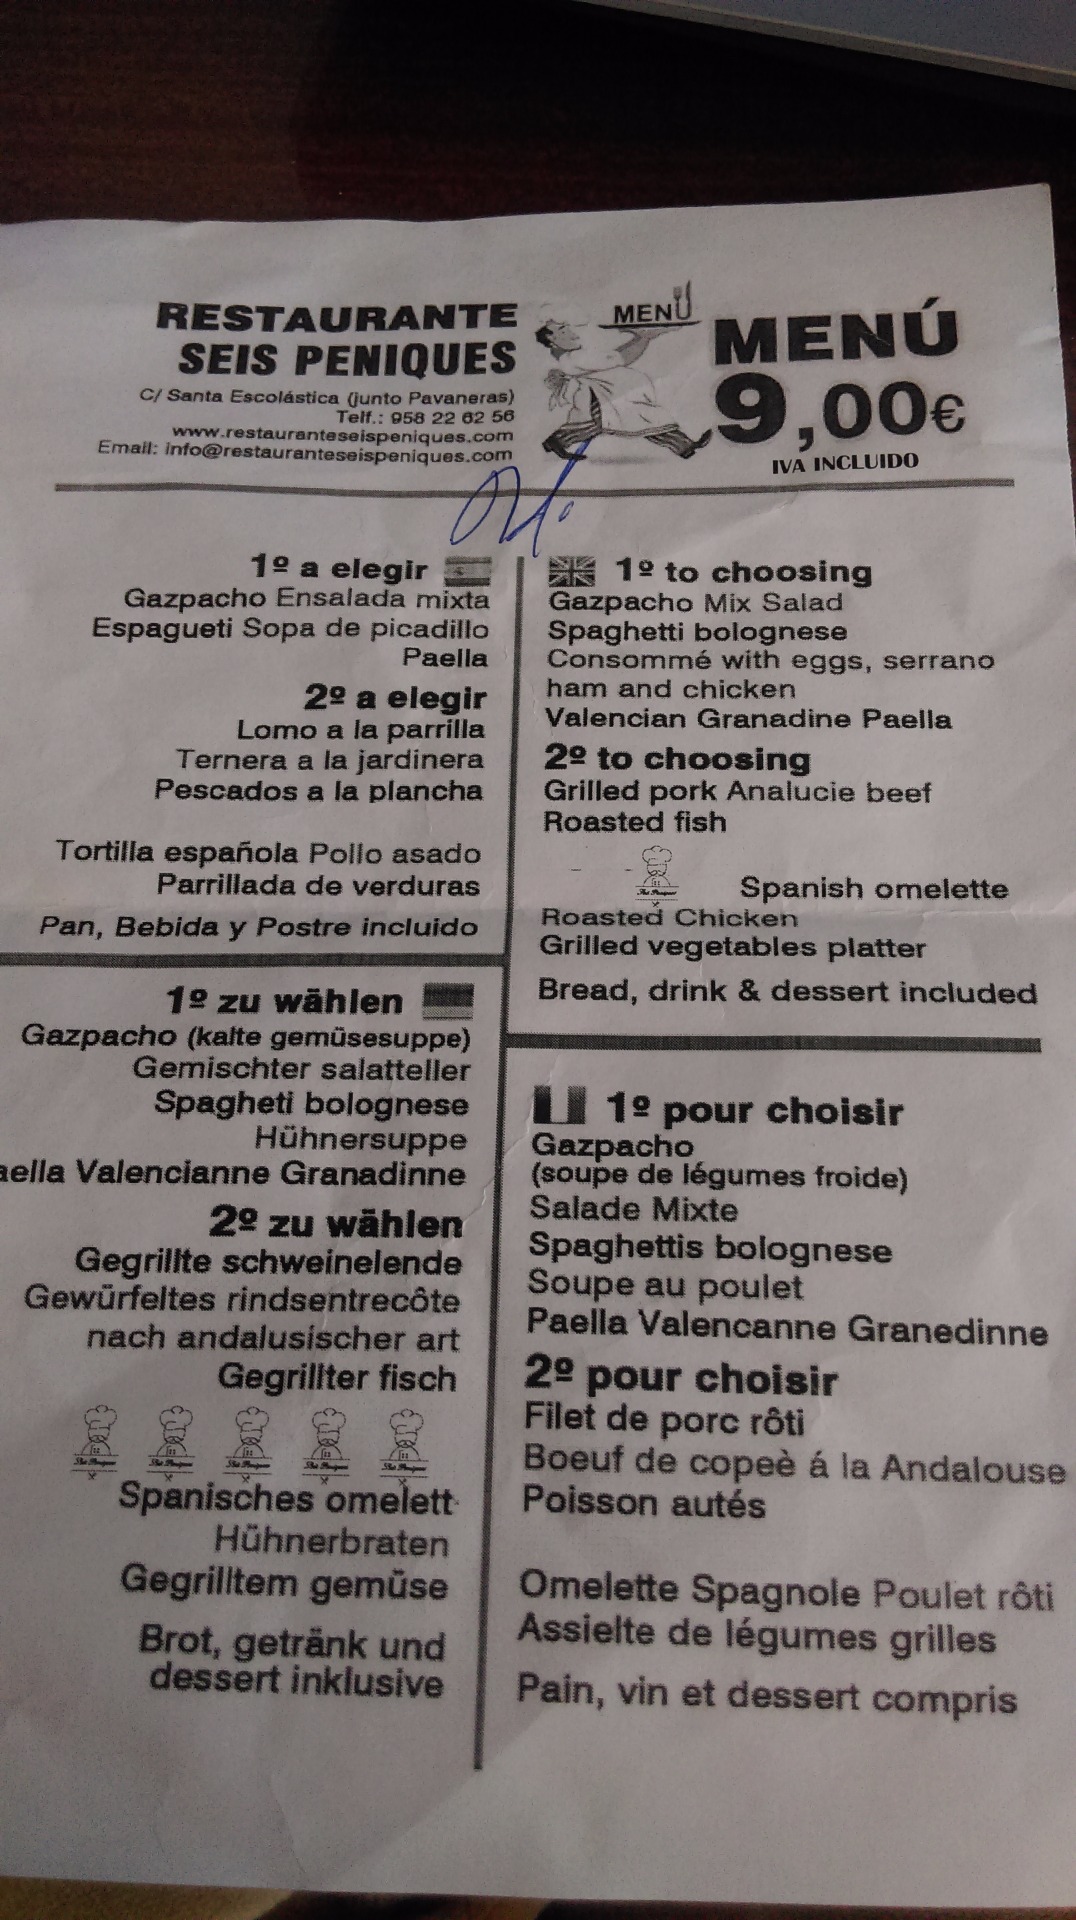 RESTAURANTE
SEIS PENIQUES
C/ Santa Escolástica (junto Pavaneras)
Telf.: 958 22 62 56
www.restauranteseispeniques.com
Email: info@restauranteseispeniques.com
MENÚ
MENÚ
9,00€
IVA INCLUIDO
1º a elegir
Gazpacho Ensalada mixta
Espagueti Sopa de picadillo
Paella
2º a elegir
Lomo a la parrilla
Ternera a la jardinera
Pescados a la plancha
Tortilla española Pollo asado
Parrillada de verduras
Pan, Bebida y Postre incluido
1º to choosing
Gazpacho Mix Salad
Spaghetti bolognese
Consommé with eggs, serrano
ham and chicken
Valencian Granadine Paella
2º to choosing
Grilled pork Analucie beef
Roasted fish
Spanish omelette
Roasted Chicken
Grilled vegetables platter
Bread, drink & dessert included
1º zu wählen
Gazpacho (kalte gemüsesuppe)
Gemischter salatteller
Spagheti bolognese
Hühnersuppe
aella Valencianne Granadinne
2º zu wählen
Gegrillte schweinelende
Gewürfeltes rindsentrecôte
nach andalusischer art
Gegrillter fisch
Spanisches omelett
Hühnerbraten
Gegrilltem gemüse
Brot, getränk und
dessert inklusive
1º pour choisir
Gazpacho
(soupe de légumes froide)
Salade Mixte
Spaghettis bolognese
Soupe au poulet
Paella Valencanne Granedinne
2º pour choisir
Filet de porc rôti
Boeuf de copeè á la Andalouse
Poisson autés
Omelette Spagnole Poulet rôti
Assielte de légumes grilles
Pain, vin et dessert compris